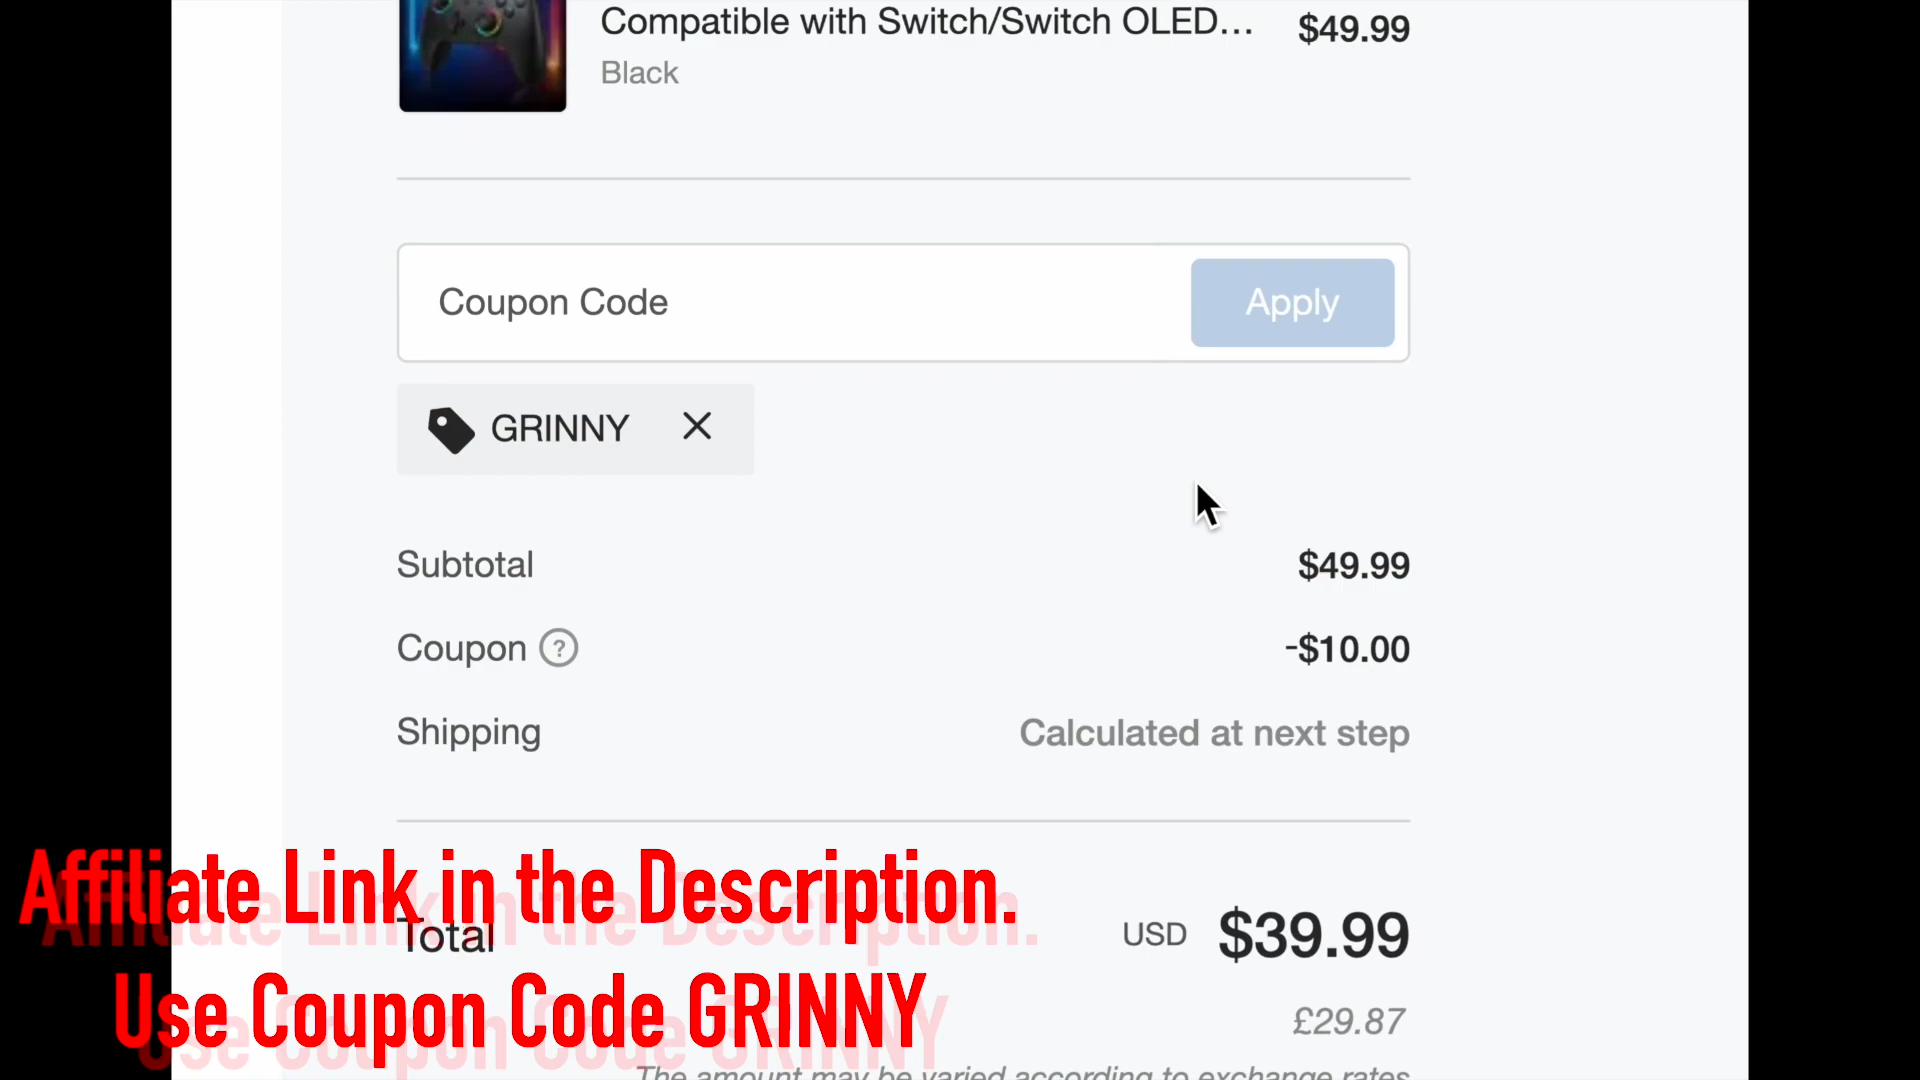 Compatible with Switch/Switch OLED... $49.99
Black
Coupon Code Apply
GRINNY
Subtotal $49.99
Coupon ? -$10.00
Shipping Calculated at next step
Affiliate Link in the Description.
Total USD $39.99
Use Coupon Code GRINNY
£29.87
The amount may be varied according to exchange rates